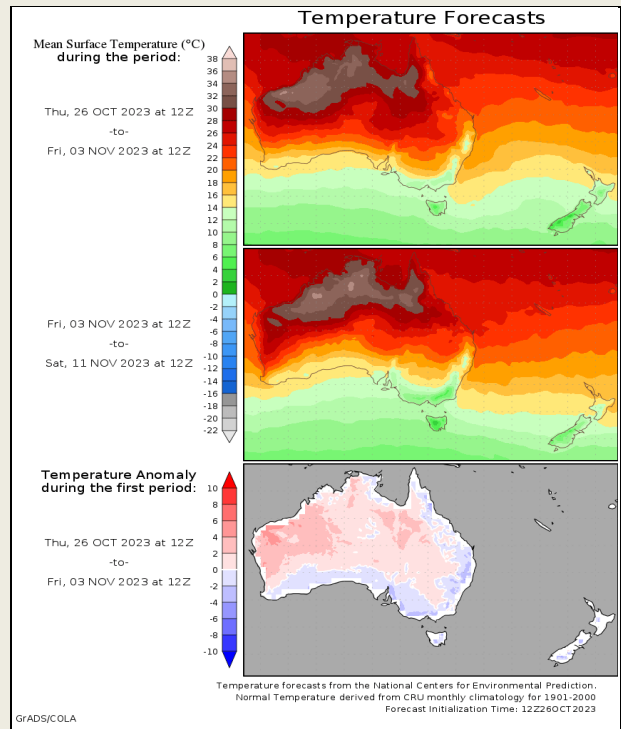 Temperature Forecasts
Mean Surface Temperature (°C)
during the period:
Thu, 26 OCT 2023 at 12Z
-to-
Fri, 03 NOV 2023 at 12Z
38
36
34
32
30
28
26
24
22
20
18
16
14
12
10
8
6
4
2
0
-2
-4
-6
-8
-10
-12
-14
-16
-18
-20
-22
Fri, 03 NOV 2023 at 12Z
-to-
Sat, 11 NOV 2023 at 12Z
Temperature Anomaly
during the first period:
Thu, 26 OCT 2023 at 12Z
-to-
Fri, 03 NOV 2023 at 12Z
10
8
6
4
2
0
-2
-4
-6
-8
-10
Temperature forecasts from the National Centers for Environmental Prediction.
Normal Temperature derived from CRU monthly climatology for 1901-2000
Forecast Initialization Time: 12Z26OCT2023
GrADS/COLA